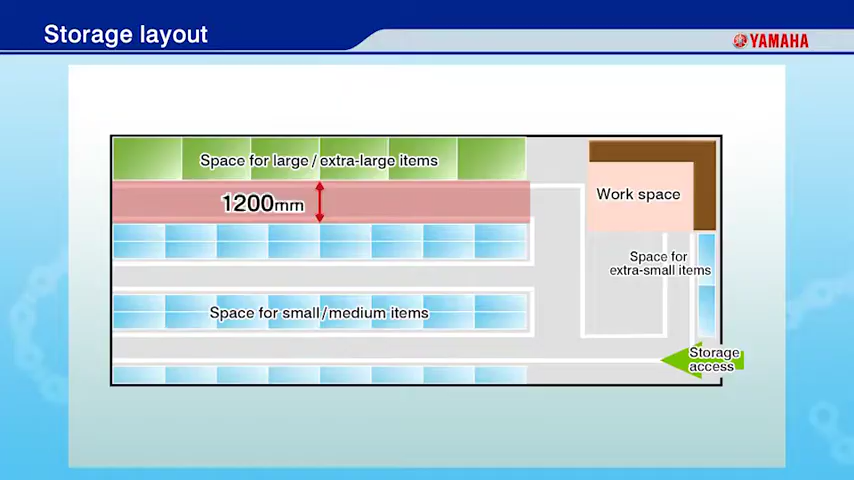 Storage layout
YAMAHA
Space for large / extra-large items
1200mm
Work space
Space for
extra-small items
Space for small/medium items
Storage
access